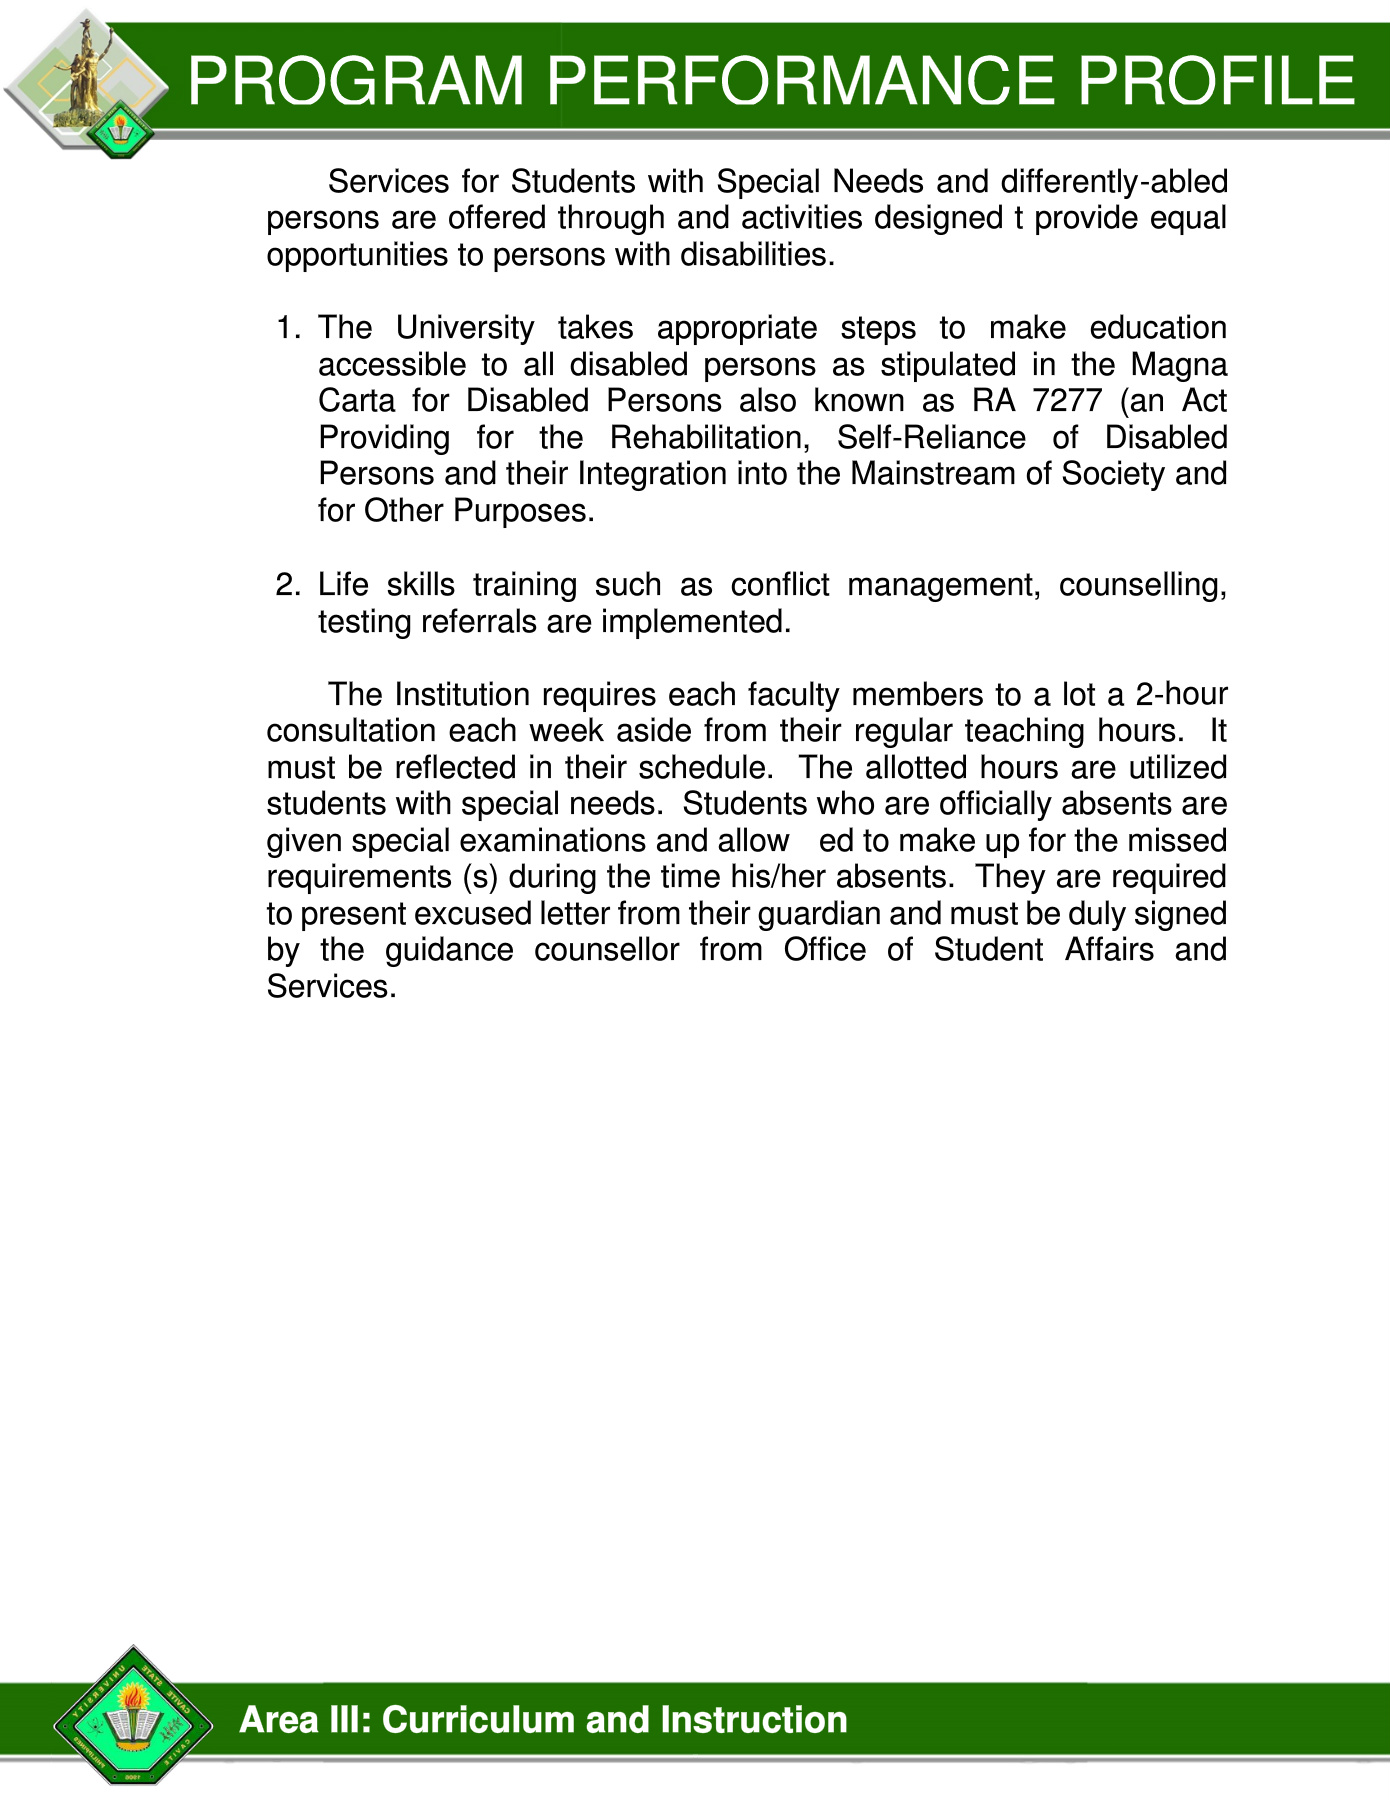 PROGRAM PERFORMANCE PROFILE
Services for Students with Special Needs and differently-abled
persons are offered through and activities designed t provide equal
opportunities to persons with disabilities.
1. The University takes appropriate steps to make education
accessible to all disabled persons as stipulated in the Magna
Carta for Disabled Persons also known as RA 7277 (an Act
Providing for the Rehabilitation, Self-Reliance of Disabled
Persons and their Integration into the Mainstream of Society and
for Other Purposes.
2. Life skills training such as conflict management, counselling,
testing referrals are implemented.
The Institution requires each faculty members to a lot a 2-hour
consultation each week aside from their regular teaching hours. It
must be reflected in their schedule. The allotted hours are utilized
students with special needs. Students who are officially absents are
given special examinations and allow ed to make up for the missed
requirements (s) during the time his/her absents. They are required
to present excused letter from their guardian and must be duly signed
by the guidance counsellor from Office of Student Affairs and
Services.
CAVITE STATE UNIVERSITY
CAVITE
PHILIPPINES
Area III: Curriculum and Instruction